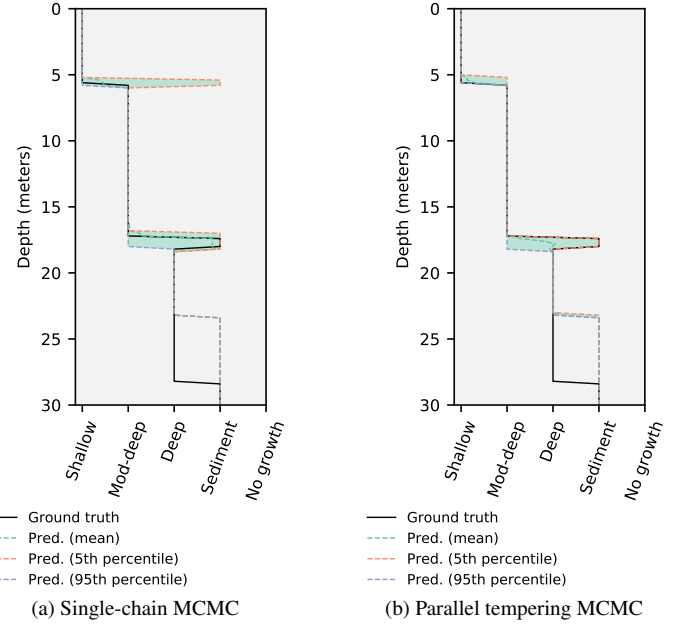 0
5
10
15
20
25
30
Depth (meters)
Shallow
Mod-deep
Deep
Sediment
No growth
Ground truth
Pred. (mean)
Pred. (5th percentile)
Pred. (95th percentile)
(a) Single-chain MCMC
0
5
10
15
20
25
30
Depth (meters)
Shallow
Mod-deep
Deep
Sediment
No growth
Ground truth
Pred. (mean)
Pred. (5th percentile)
Pred. (95th percentile)
(b) Parallel tempering MCMC